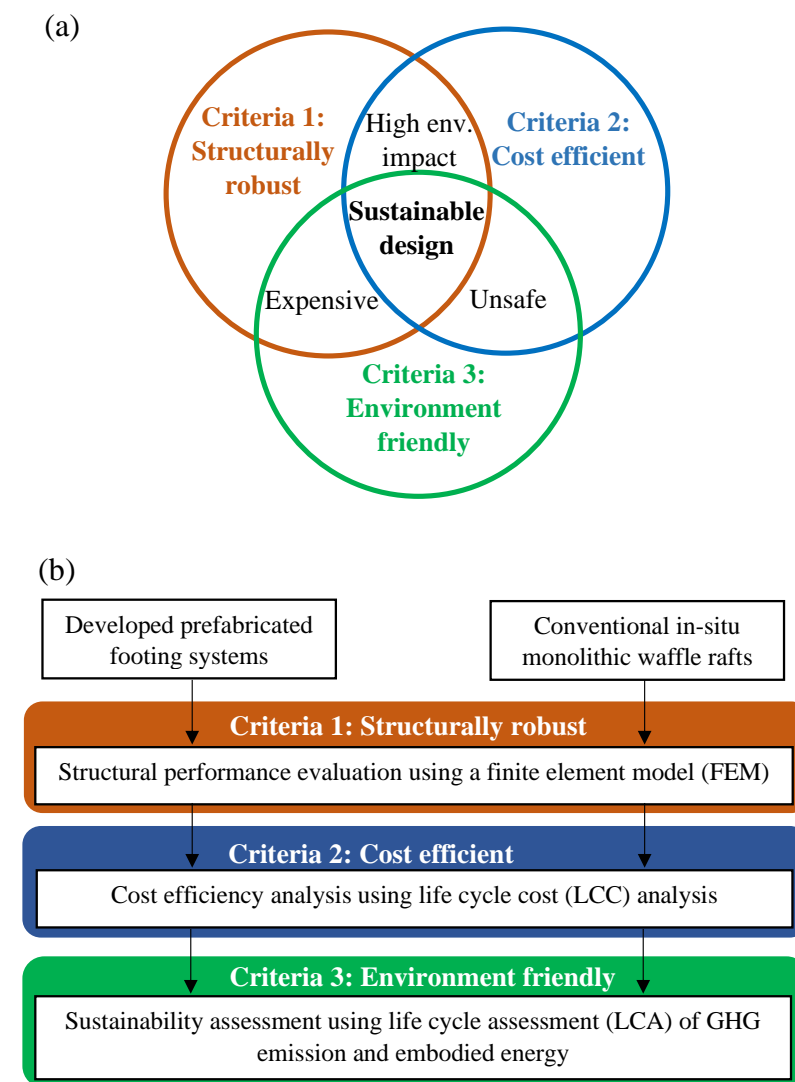 (a)
Criteria 1:
Structurally
robust
High env.
impact
Criteria 2:
Cost efficient
Sustainable
design
Expensive
Unsafe
Criteria 3:
Environment
friendly
(b)
Developed prefabricated
footing systems
Conventional in-situ
monolithic waffle rafts
Criteria 1: Structurally robust
Structural performance evaluation using a finite element model (FEM)
Criteria 2: Cost efficient
Cost efficiency analysis using life cycle cost (LCC) analysis
Criteria 3: Environment friendly
Sustainability assessment using life cycle assessment (LCA) of GHG
emission and embodied energy